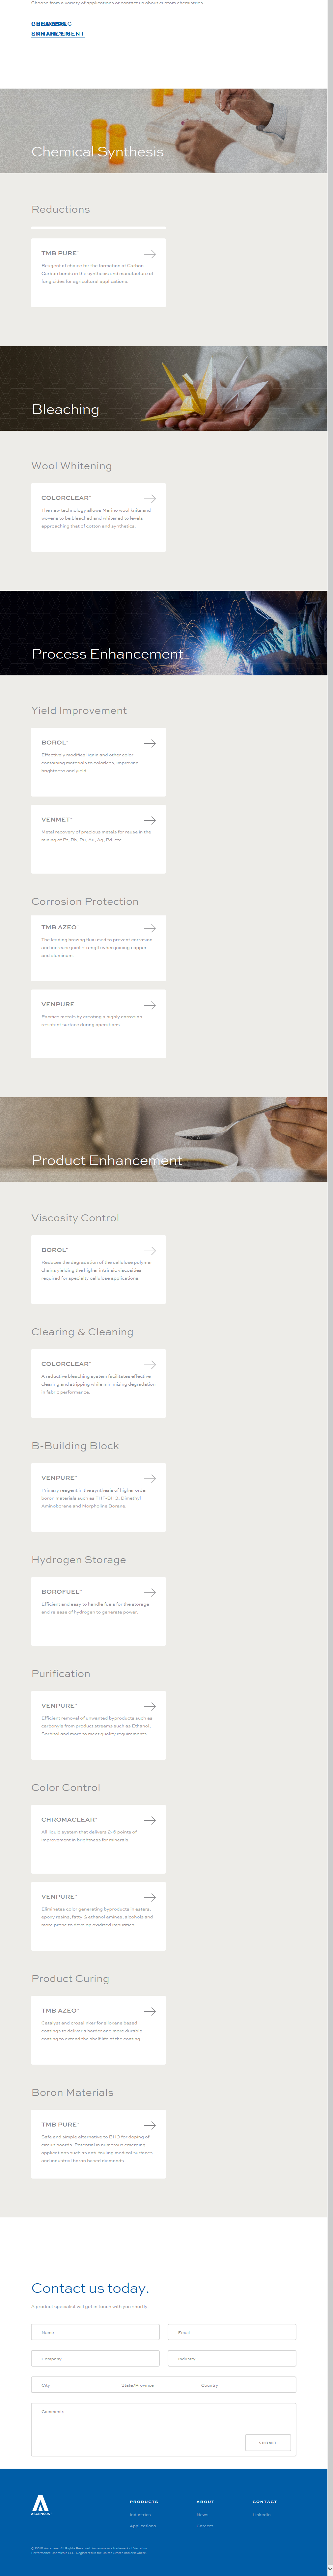 Choose from a variety of applications or contact us about custom chemistries.
BLEACHING
ENHANCEMENT
Chemical Synthesis
Reductions
TMB PURE™
Reagent of choice for the formation of Carbon-
Carbon bonds in the synthesis and manufacture of
fungicides for agricultural applications.
Bleaching
Wool Whitening
COLORCLEAR™
The new technology allows Merino wool knits and
wovens to be bleached and whitened to levels
approaching that of cotton and synthetics.
Process Enhancement
Yield Improvement
BOROL™
Effectively modifies lignin and other color
containing materials to colorless, improving
brightness and yield.
VENMET™
Metal recovery of precious metals for reuse in the
mining of Pt, Rh, Ru, Au, Ag, Pd, etc.
Corrosion Protection
TMB AZEO™
The leading brazing flux used to prevent corrosion
and increase joint strength when joining copper
and aluminum.
VENPURE™
Pacifies metals by creating a highly corrosion
resistant surface during operations.
Product Enhancement
Viscosity Control
BOROL™
Reduces the degradation of the cellulose polymer
chains yielding the higher intrinsic viscosities
required for specialty cellulose applications.
Clearing & Cleaning
COLORCLEAR™
A reductive bleaching system facilitates effective
clearing and stripping while minimizing degradation
in fabric performance.
B-Building Block
VENPURE™
Primary reagent in the synthesis of higher order
boron materials such as THF-BH3, Dimethyl
Aminoborane and Morpholine Borane.
Hydrogen Storage
BOROFUEL™
Efficient and easy to handle fuels for the storage
and release of hydrogen to generate power.
Purification
VENPURE™
Efficient removal of unwanted byproducts such as
carbonyls from product streams such as Ethanol,
Sorbitol and more to meet quality requirements.
Color Control
CHROMACLEAR™
All liquid system that delivers 2-8 points of
improvement in brightness for minerals.
VENPURE™
Eliminates color generating byproducts in esters,
epoxy resins, fatty & ethanol amines, alcohols and
more prone to develop oxidized impurities.
Product Curing
TMB AZEO™
Catalyst and crosslinker for siloxane based
coatings to deliver a harder and more durable
coating to extend the shelf life of the coating.
Boron Materials
TMB PURE™
Safe and simple alternative to BH3 for doping of
circuit boards. Potential in numerous emerging
applications such as anti-fouling medical surfaces
and industrial boron based diamonds.
Contact us today.
A product specialist will get in touch with you shortly.
Name Email
Company Industry
City State/Province Country
Comments
SUBMIT
ASCENSUS™
PRODUCTS ABOUT CONTACT
Industries News LinkedIn
Applications Careers